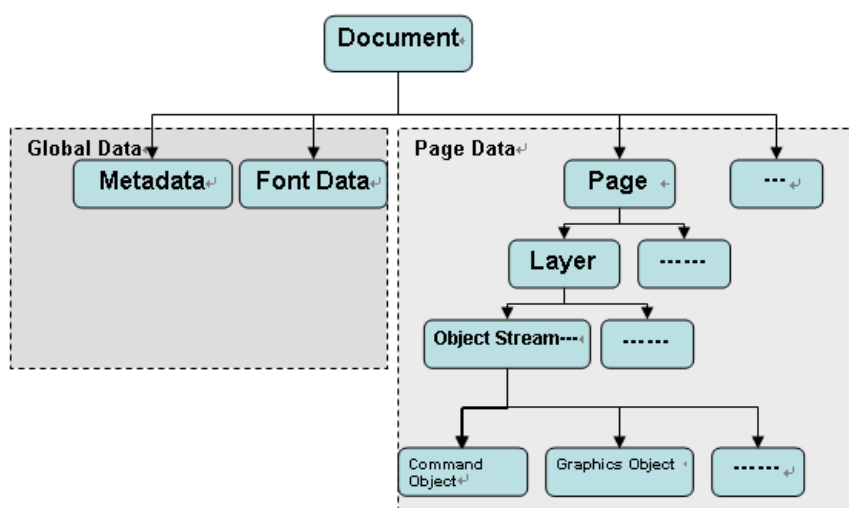 Document
Global Data
Page Data
Metadata
Font Data
Page
---
Layer
------
Object Stream---
------
Command
Object
Graphics Object
------